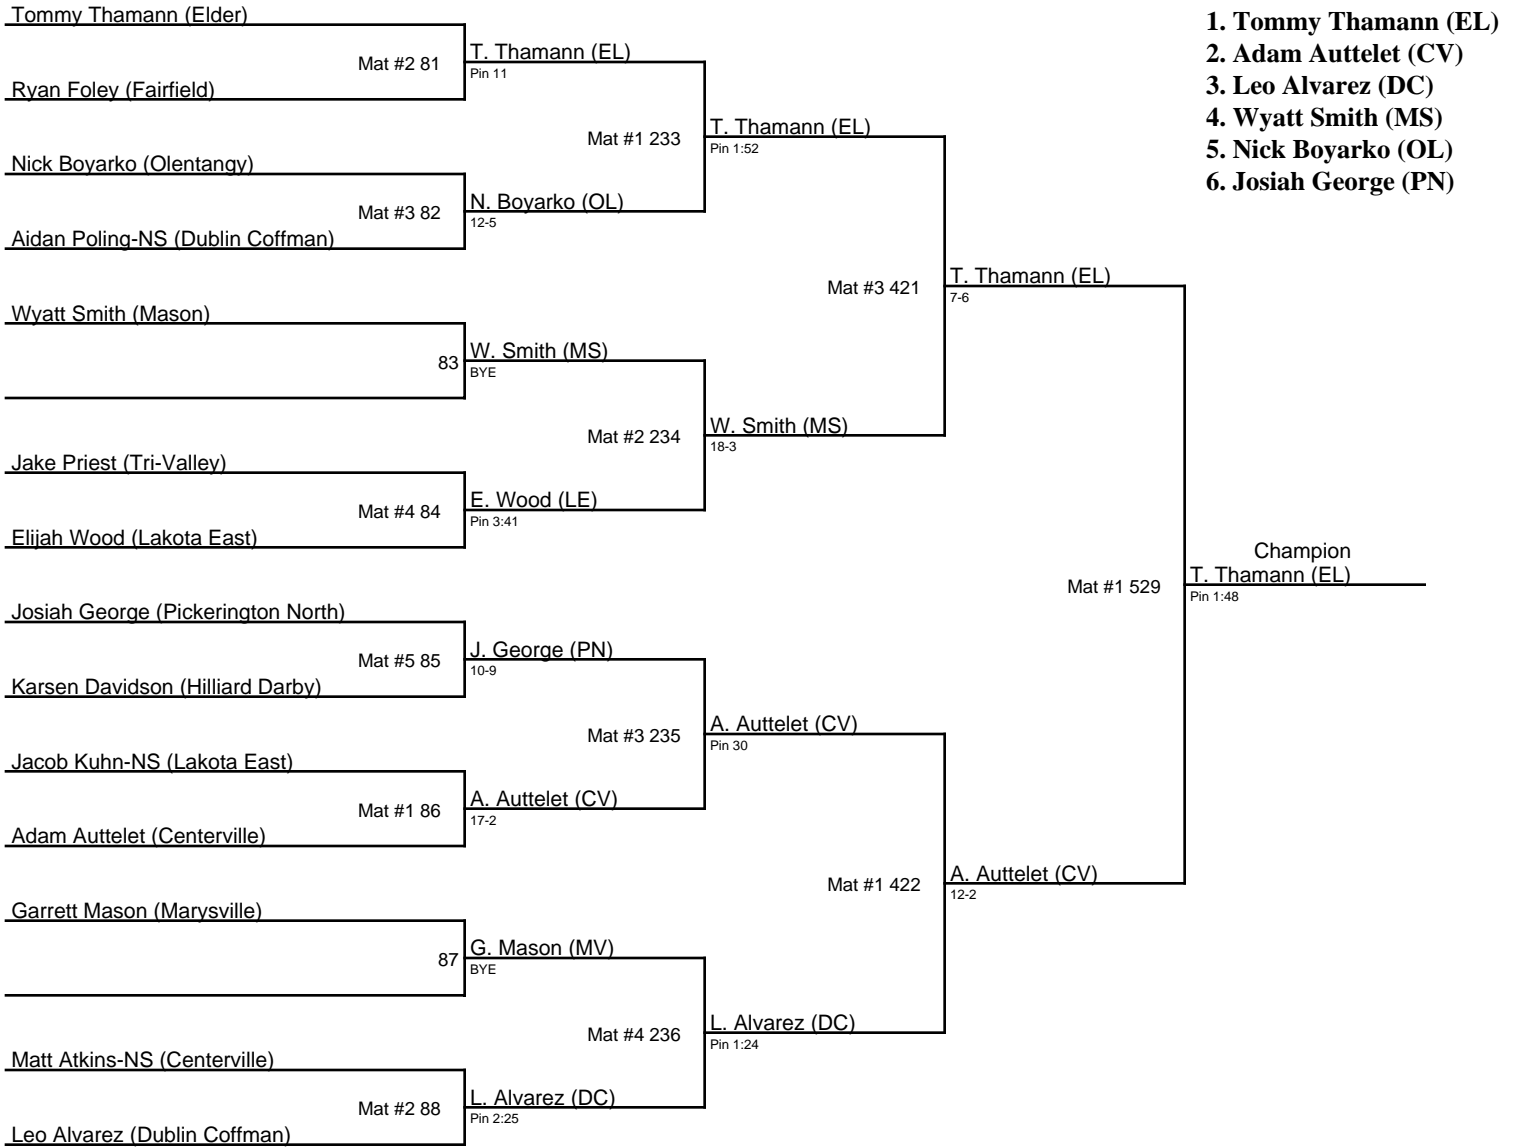 Tommy Thamann (Elder)
Mat #2 81
Ryan Foley (Fairfield)
T. Thamann (EL)
Pin 11
Nick Boyarko (Olentangy)
Mat #3 82
Aidan Poling-NS (Dublin Coffman)
N. Boyarko (OL)
12-5
Mat #1 233
T. Thamann (EL)
Pin 1:52
Wyatt Smith (Mason)
83
W. Smith (MS)
BYE
Jake Priest (Tri-Valley)
Mat #4 84
Elijah Wood (Lakota East)
E. Wood (LE)
Pin 3:41
Mat #2 234
W. Smith (MS)
18-3
Mat #3 421
T. Thamann (EL)
7-6
Josiah George (Pickerington North)
Mat #5 85
Karsen Davidson (Hilliard Darby)
J. George (PN)
10-9
Jacob Kuhn-NS (Lakota East)
Mat #1 86
Adam Auttelet (Centerville)
A. Auttelet (CV)
17-2
Mat #3 235
A. Auttelet (CV)
Pin 30
Garrett Mason (Marysville)
87
G. Mason (MV)
BYE
Matt Atkins-NS (Centerville)
Mat #2 88
Leo Alvarez (Dublin Coffman)
L. Alvarez (DC)
Pin 2:25
Mat #4 236
L. Alvarez (DC)
Pin 1:24
Mat #1 422
A. Auttelet (CV)
12-2
Mat #1 529
Champion
T. Thamann (EL)
Pin 1:48
1. Tommy Thamann (EL)
2. Adam Auttelet (CV)
3. Leo Alvarez (DC)
4. Wyatt Smith (MS)
5. Nick Boyarko (OL)
6. Josiah George (PN)